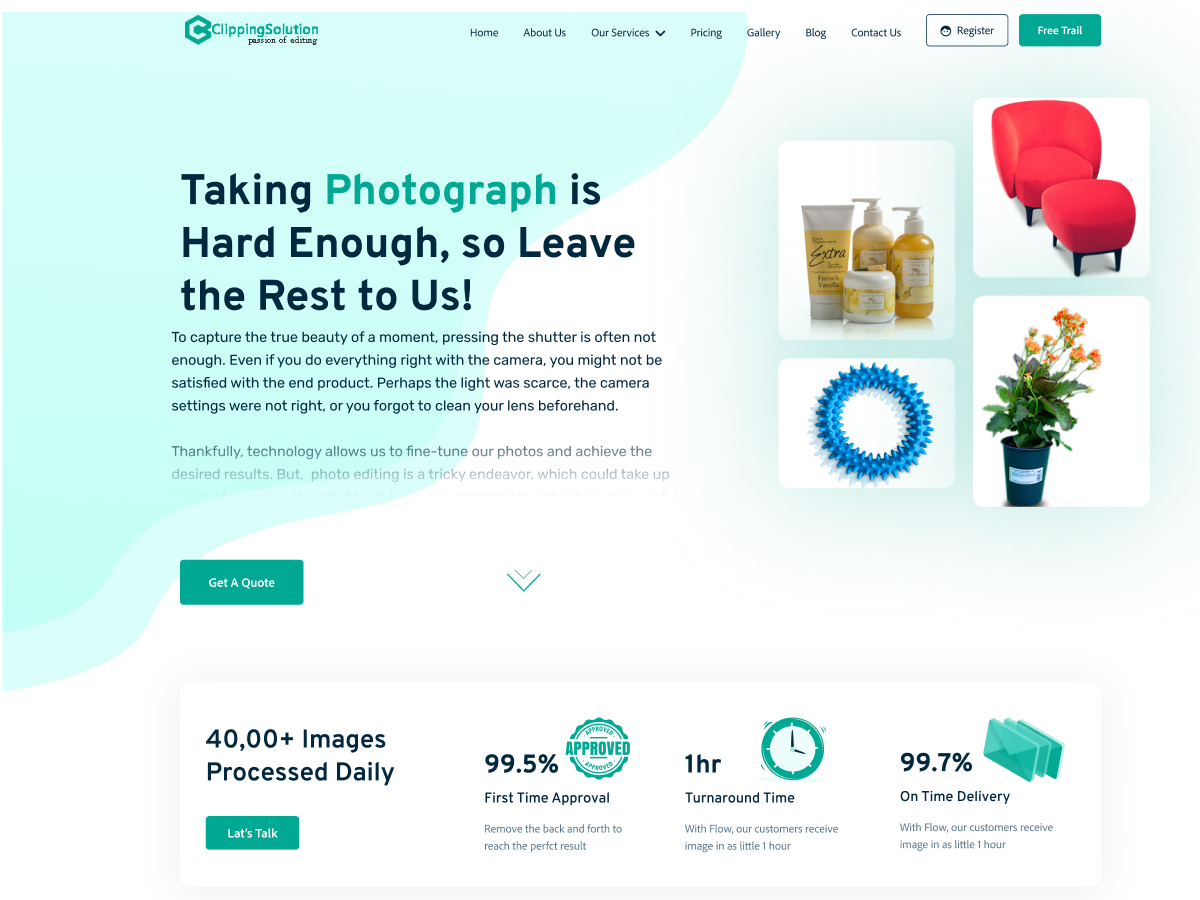 ClippingSolution
passion of editing
Home
About Us
Our Services
Pricing
Gallery
Blog
Contact Us
Register
Free Trail
Taking Photograph is
Hard Enough, so Leave
the Rest to Us!
To capture the true beauty of a moment, pressing the shutter is often not
enough. Even if you do everything right with the camera, you might not be
satisfied with the end product. Perhaps the light was scarce, the camera
settings were not right, or you forgot to clean your lens beforehand.
Thankfully, technology allows us to fine-tune our photos and achieve the
desired results. But, photo editing is a tricky endeavor, which could take up
Extra
French
Vanilla
Get A Quote
40,00+ Images
Processed Daily
Lat's Talk
99.5%
APPROVED
APPROVED
APPROVED
First Time Approval
Remove the back and forth to
reach the perfct result
1hr
Turnaround Time
With Flow, our customers receive
image in as little 1 hour
99.7%
On Time Delivery
With Flow, our customers receive
image in as little 1 hour